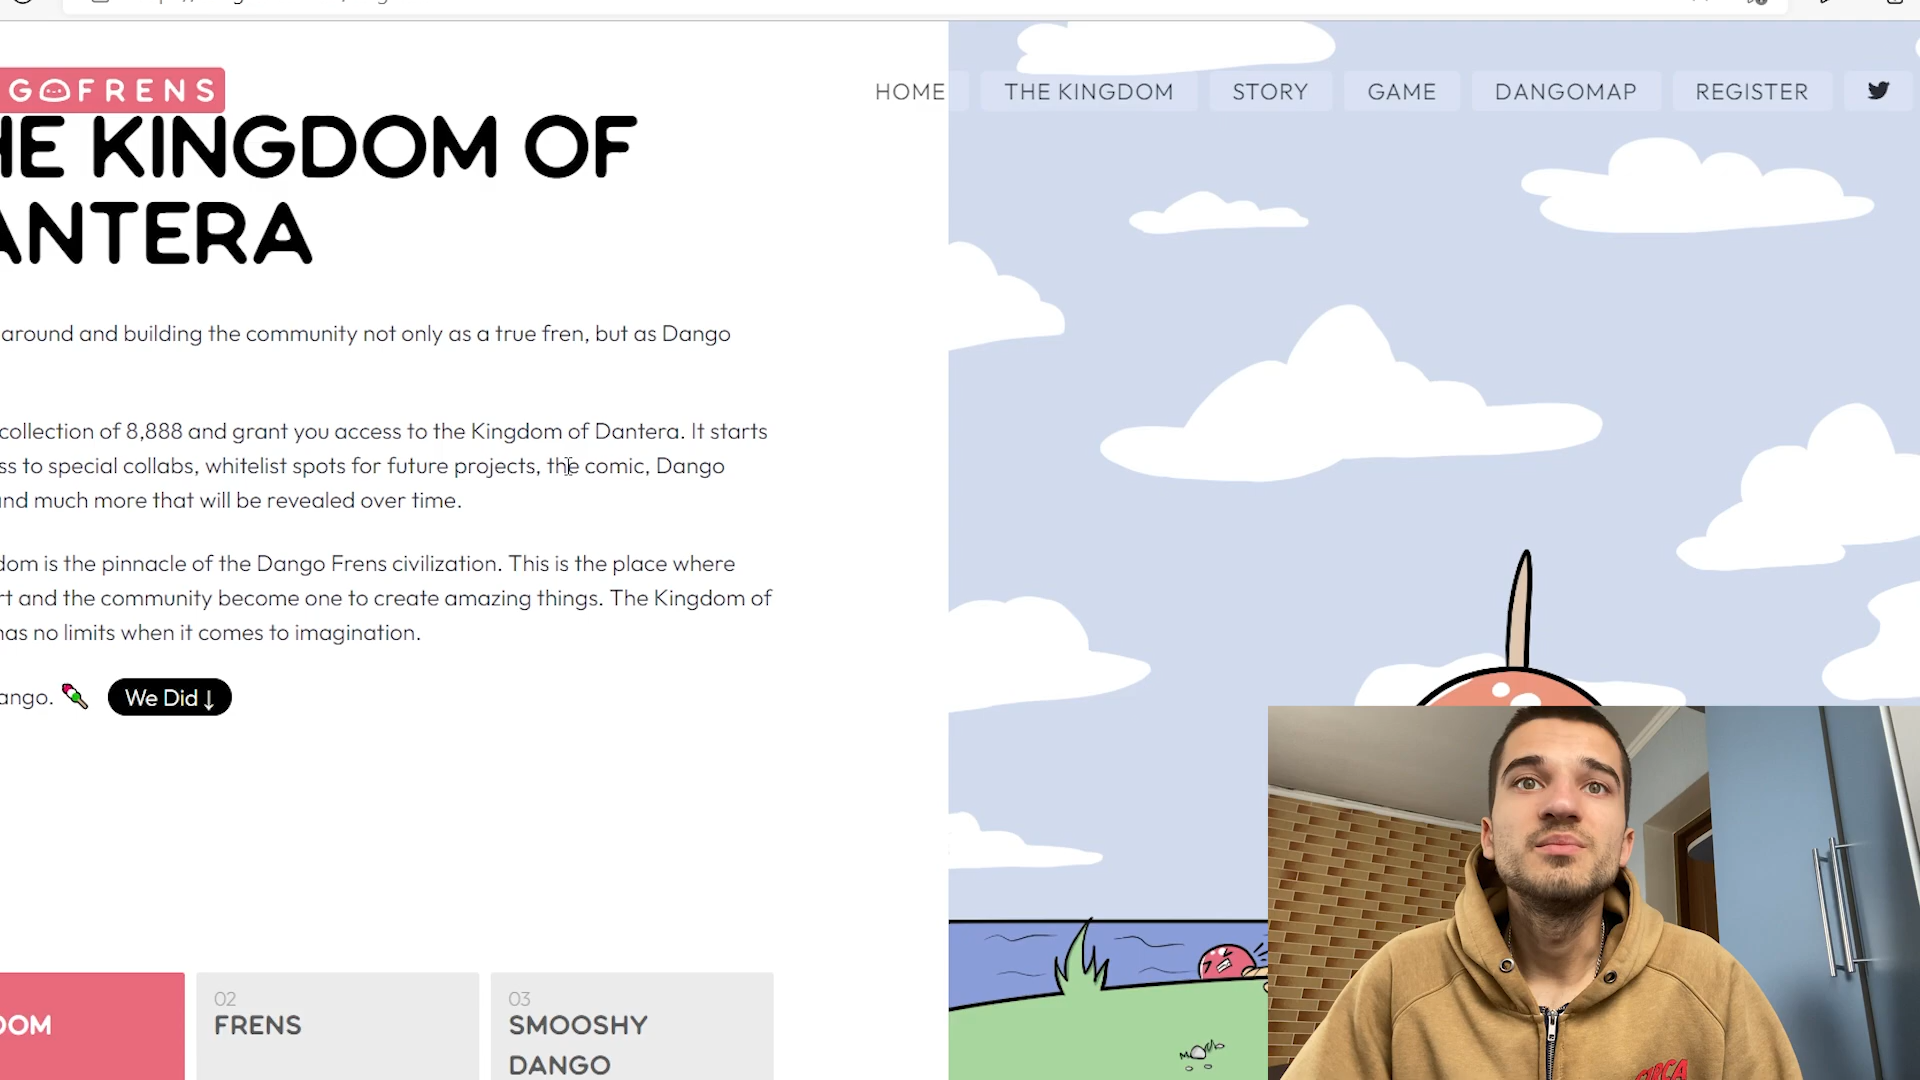 GOFRENS
HOME
THE KINGDOM
STORY
GAME
DANGOMAP
REGISTER
HE KINGDOM OF
ANTERA
around and building the community not only as a true fren, but as Dango
collection of 8,888 and grant you access to the Kingdom of Dantera. It starts
ss to special collabs, whitelist spots for future projects, the comic, Dango
nd much more that will be revealed over time.
dom is the pinnacle of the Dango Frens civilization. This is the place where
rt and the community become one to create amazing things. The Kingdom of
has no limits when it comes to imagination.
ango.
We Did ↓
DOM
02
FRENS
03
SMOOSHY
DANGO